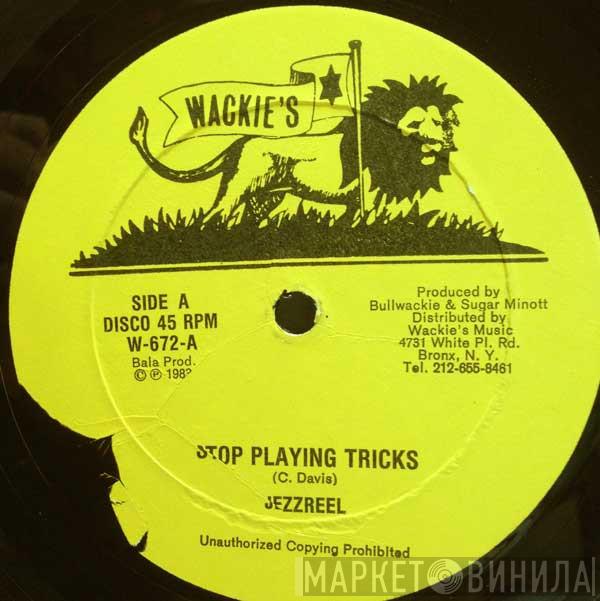 WACKIE'S
SIDE A
DISCO 45 RPM
W-672-A
Bala Prod.
© ℗ 1983
Produced by
Bullwackie & Sugar Minott
Distributed by
Wackie's Music
4731 White Pl. Rd.
Bronx, N. Y.
Tel. 212-655-8461
STOP PLAYING TRICKS
(C. Davis)
JEZZREEL
Unauthorized Copying Prohibited
МАРКЕТ ВИНИЛА